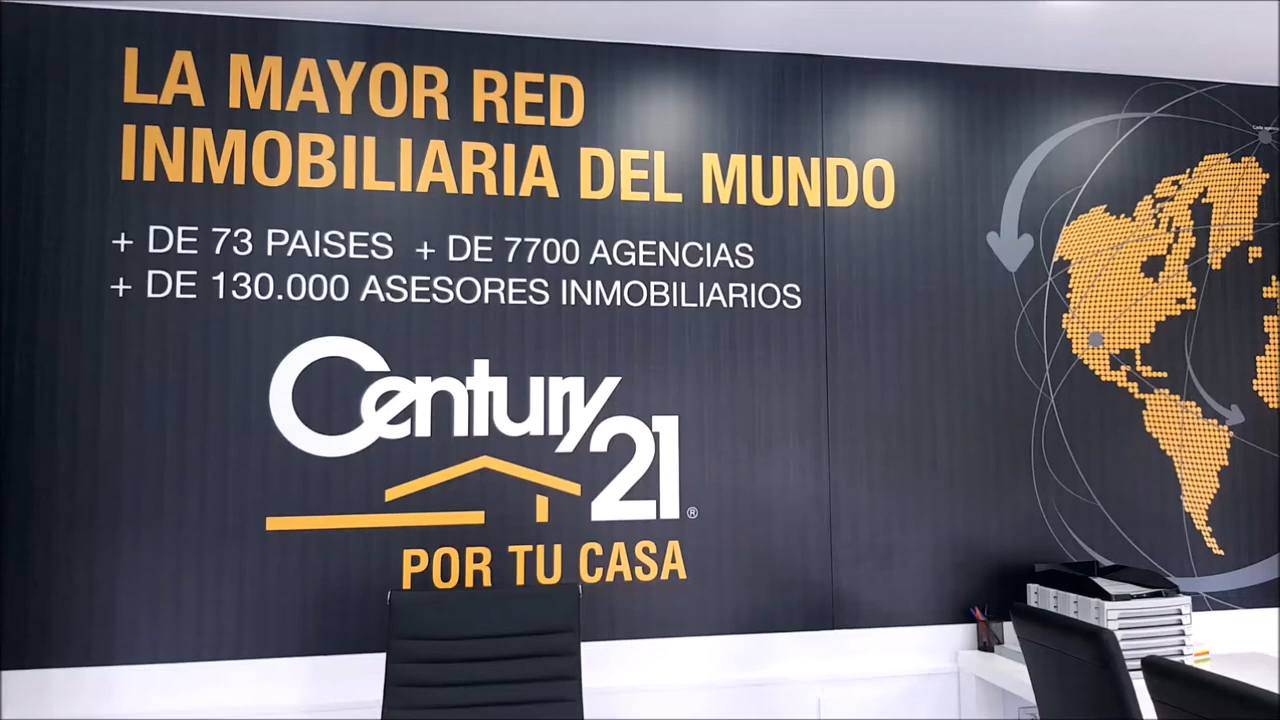 LA MAYOR RED
INMOBILIARIA DEL MUNDO
+ DE 73 PAISES + DE 7700 AGENCIAS
+ DE 130.000 ASESORES INMOBILIARIOS
Century
21®
POR TU CASA